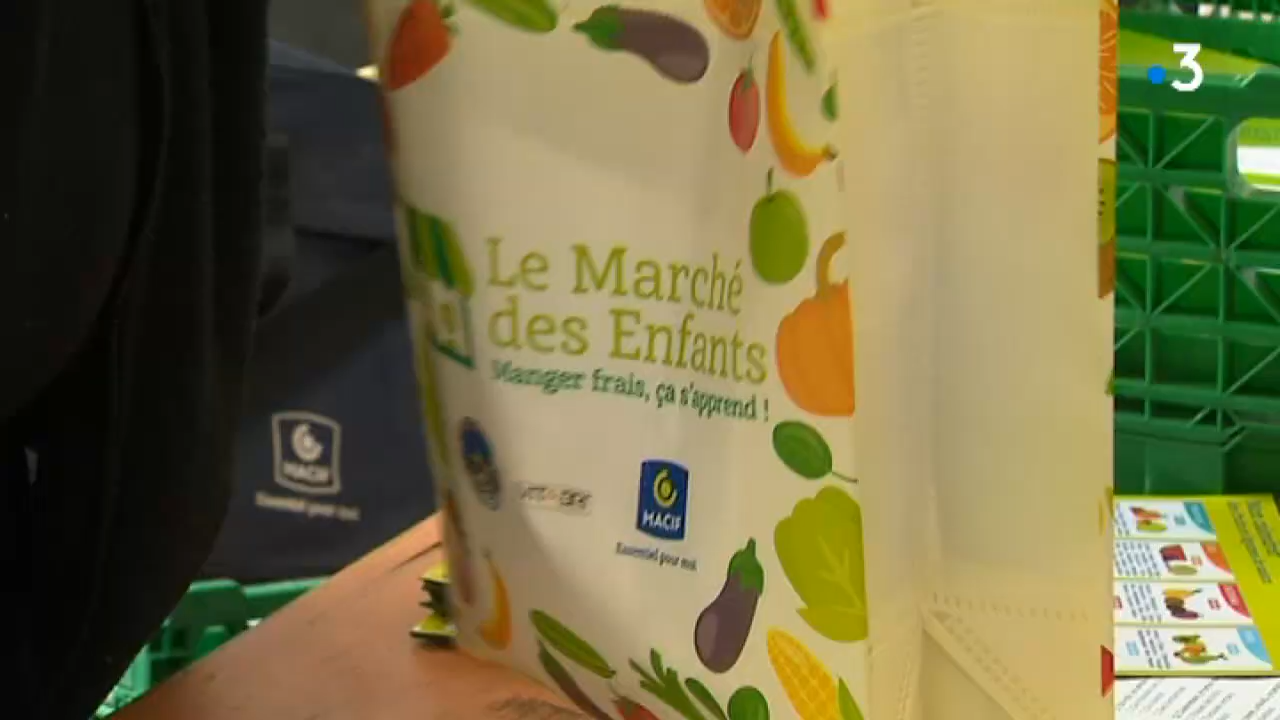 3
Le Marché
des Enfants
Manger frais, ça s'apprend !
MACIF
Essentiel pour moi
MACIF
Essentiel pour moi